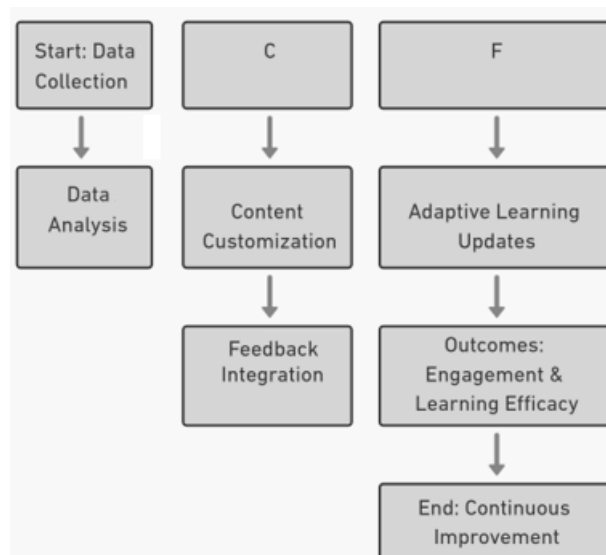 Start: Data
Collection
Data
Analysis
C
Content
Customization
Feedback
Integration
F
Adaptive Learning
Updates
Outcomes:
Engagement &
Learning Efficacy
End: Continuous
Improvement